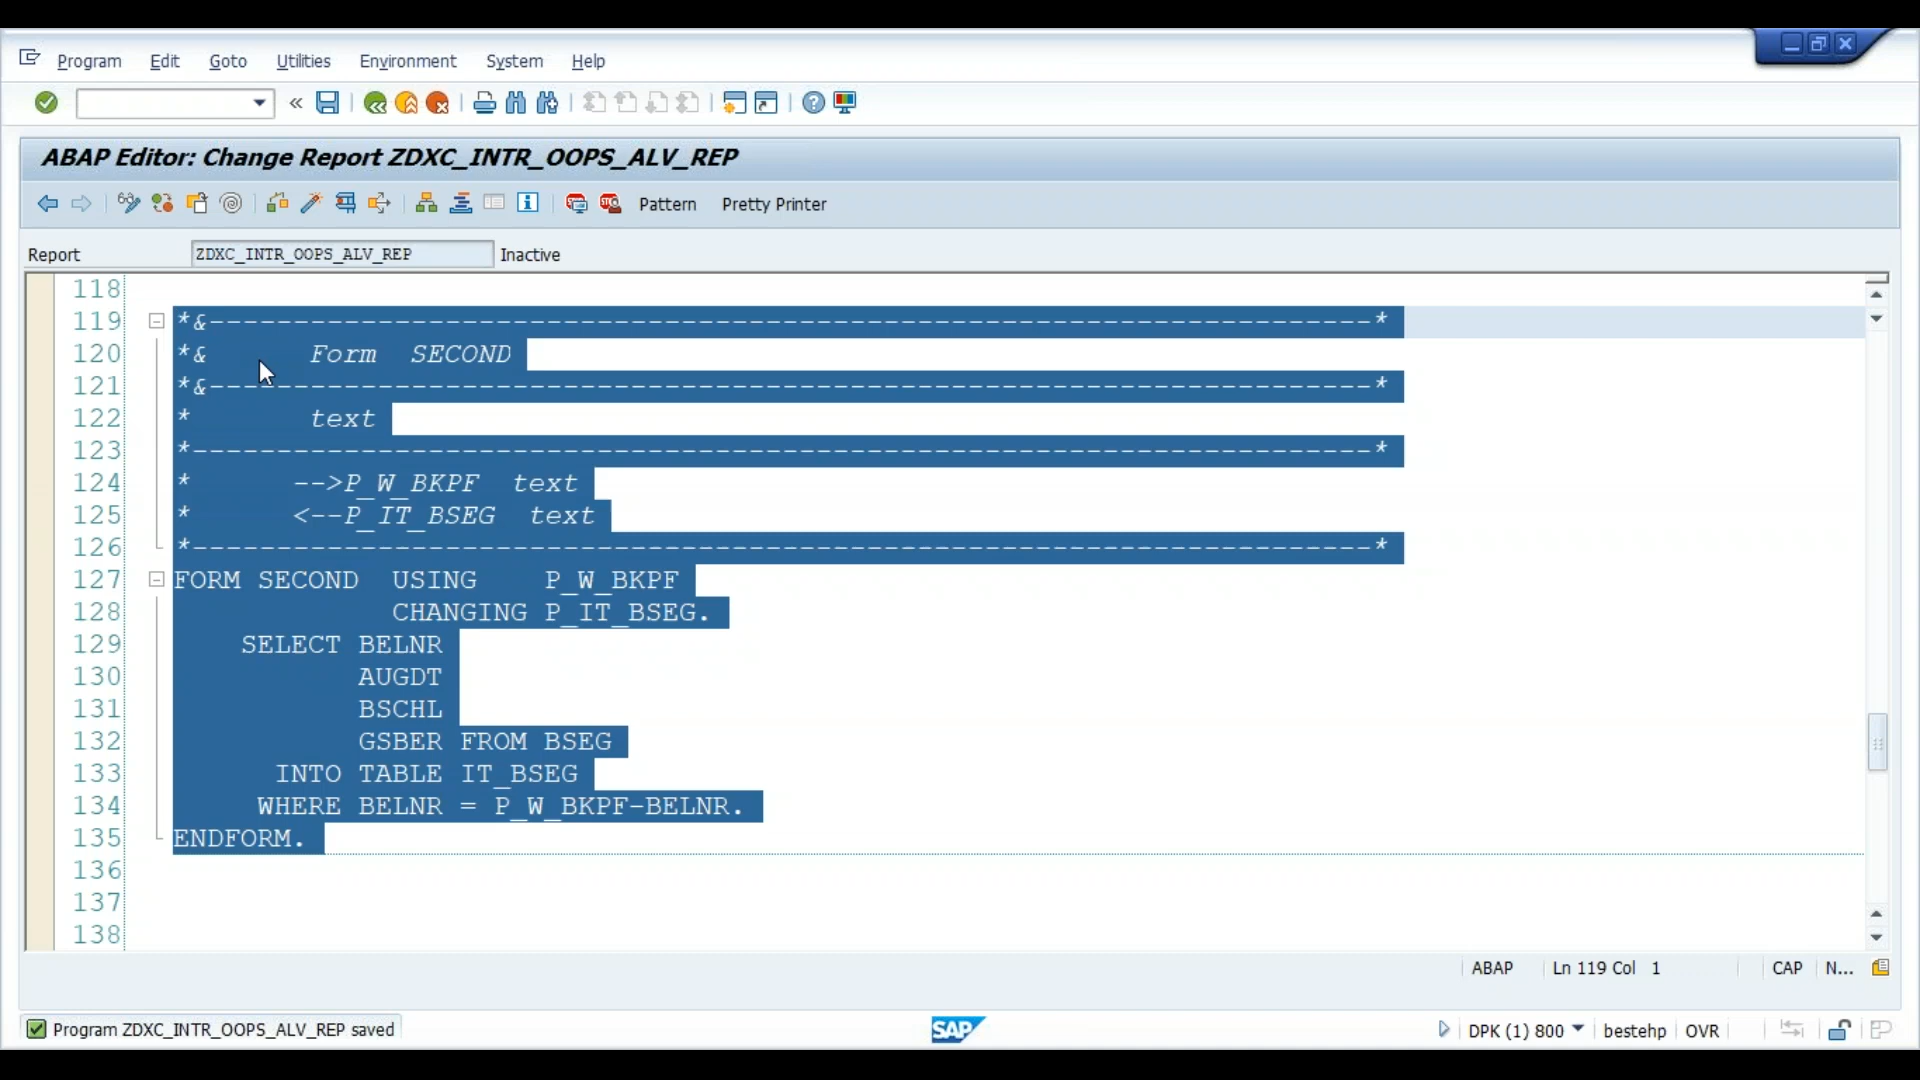 Program Edit Goto Utilities Environment System Help
«
ABAP Editor: Change Report ZDXC_INTR_OOPS_ALV_REP
Pattern Pretty Printer
Report ZDXC_INTR_OOPS_ALV_REP Inactive
118
119 *&---------------------------------------------------------------------*
120 *&      Form  SECOND
121 *&---------------------------------------------------------------------*
122 *       text
123 *----------------------------------------------------------------------*
124 *      -->P_W_BKPF  text
125 *      <--P_IT_BSEG  text
126 *----------------------------------------------------------------------*
127 FORM SECOND  USING    P_W_BKPF
128              CHANGING P_IT_BSEG.
129     SELECT BELNR
130            AUGDT
131            BSCHL
132            GSBER FROM BSEG
133       INTO TABLE IT_BSEG
134      WHERE BELNR = P_W_BKPF-BELNR.
135 ENDFORM.
136
137
138
ABAP Ln 119 Col 1 CAP N...
Program ZDXC_INTR_OOPS_ALV_REP saved SAP DPK (1) 800 bestehp OVR